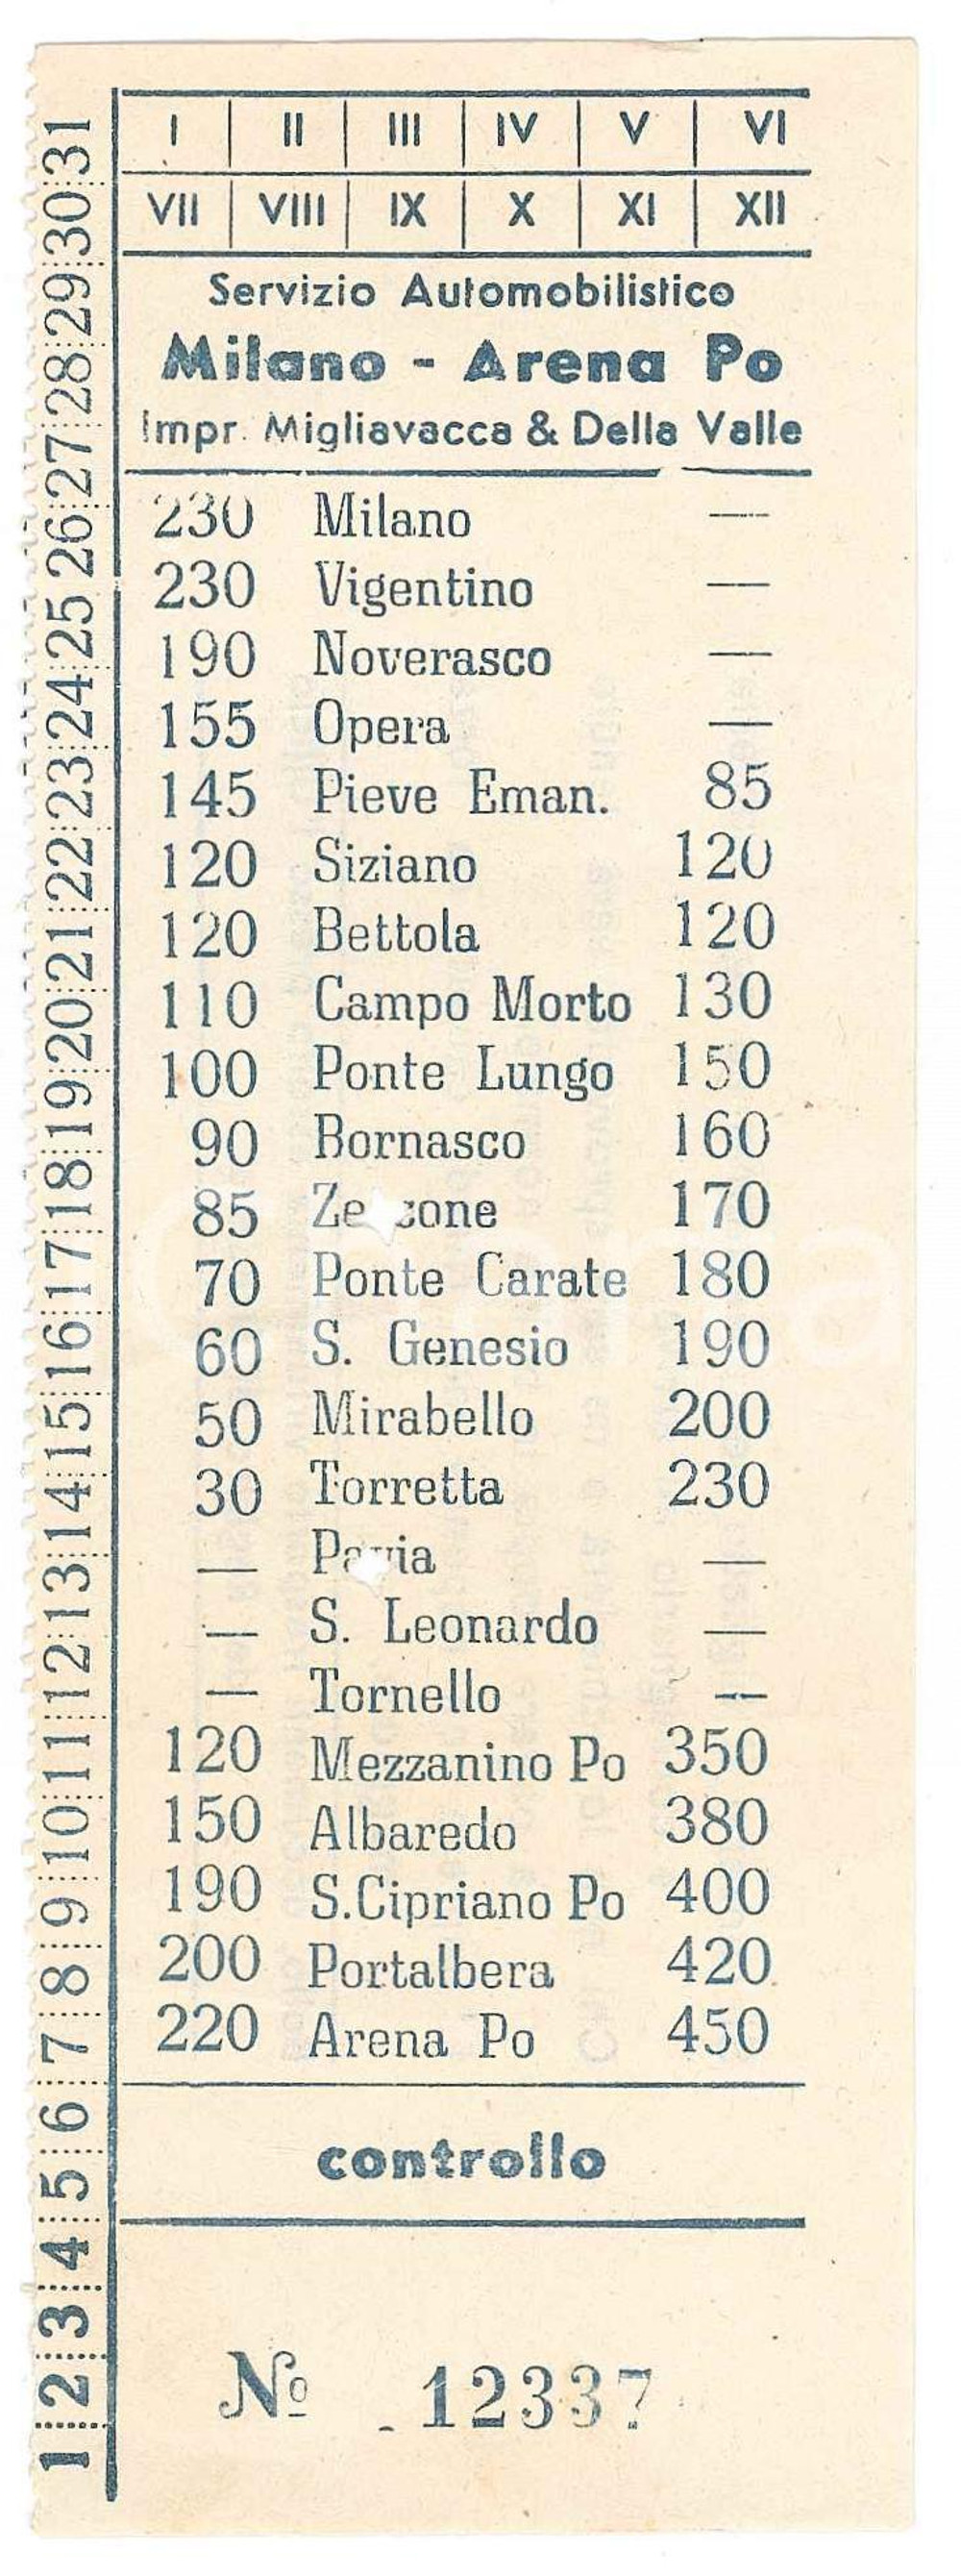 I II III IV V VI
VII VIII IX X XI XII
Servizio Automobilistico
Milano - Arena Po
Impr. Migliavacca & Della Valle
230 Milano —
230 Vigentino —
190 Noverasco —
155 Opera —
145 Pieve Eman. 85
120 Siziano 120
120 Bettola 120
110 Campo Morto 130
100 Ponte Lungo 150
90 Bornasco 160
85 170
70 Ponte Carate 180
60 S. Genesio 190
50 Mirabello 200
30 Torretta 230
— Pavia —
— S. Leonardo —
— Tornello —
120 Mezzanino Po 350
150 Albaredo 380
190 S.Cipriano Po 400
200 Portalbera 420
220 Arena Po 450
controllo
Nº 12337
1 2 3 4 5 6 7 8 9 10 11 12 13 14 15 16 17 18 19 20 21 22 23 24 25 26 27 28 29 30 31